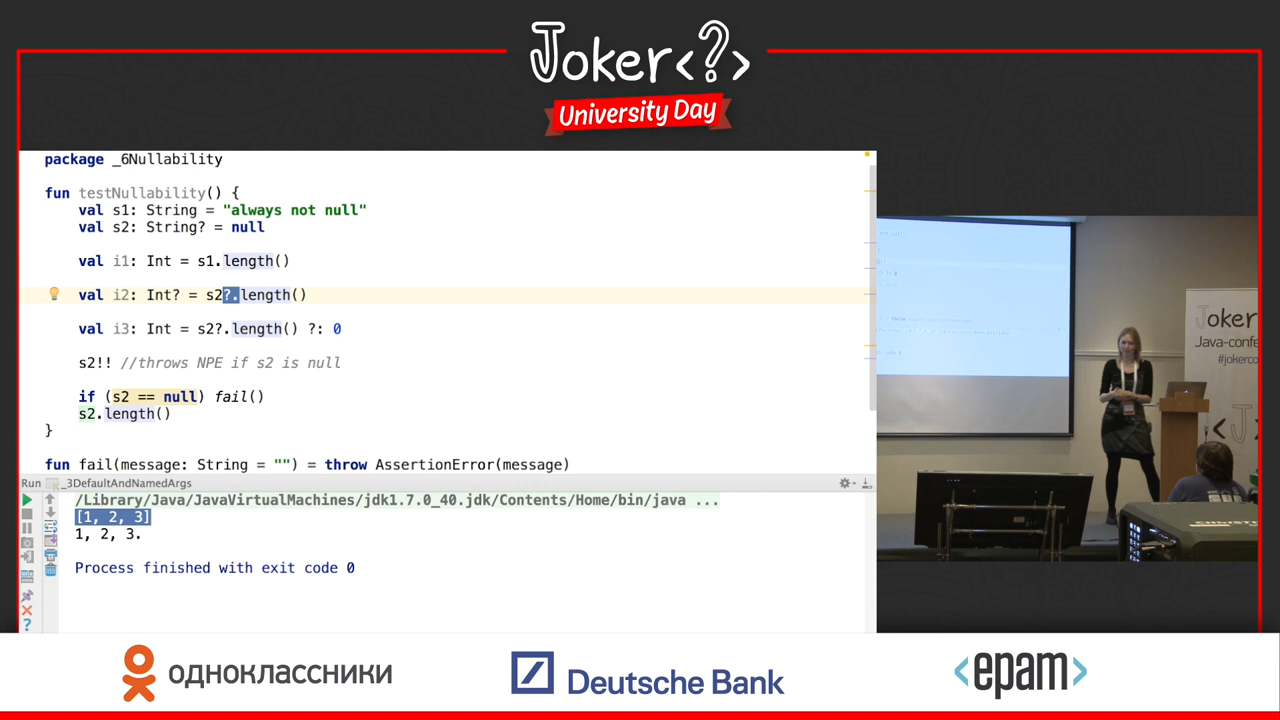 Joker<?>
University Day
package _6Nullability
fun testNullability() {
val s1: String = "always not null"
val s2: String? = null
val i1: Int = s1.length()
val i2: Int? = s2?.length()
val i3: Int = s2?.length() ?: 0
s2!! //throws NPE if s2 is null
if (s2 == null) fail()
s2.length()
}
fun fail(message: String = "") = throw AssertionError(message)
Run _3DefaultAndNamedArgs
/Library/Java/JavaVirtualMachines/jdk1.7.0_40.jdk/Contents/Home/bin/java ...
[1, 2, 3]
1, 2, 3.
Process finished with exit code 0
Joker
Java-confe
#jokerco
одноклассники
Deutsche Bank
<epam>